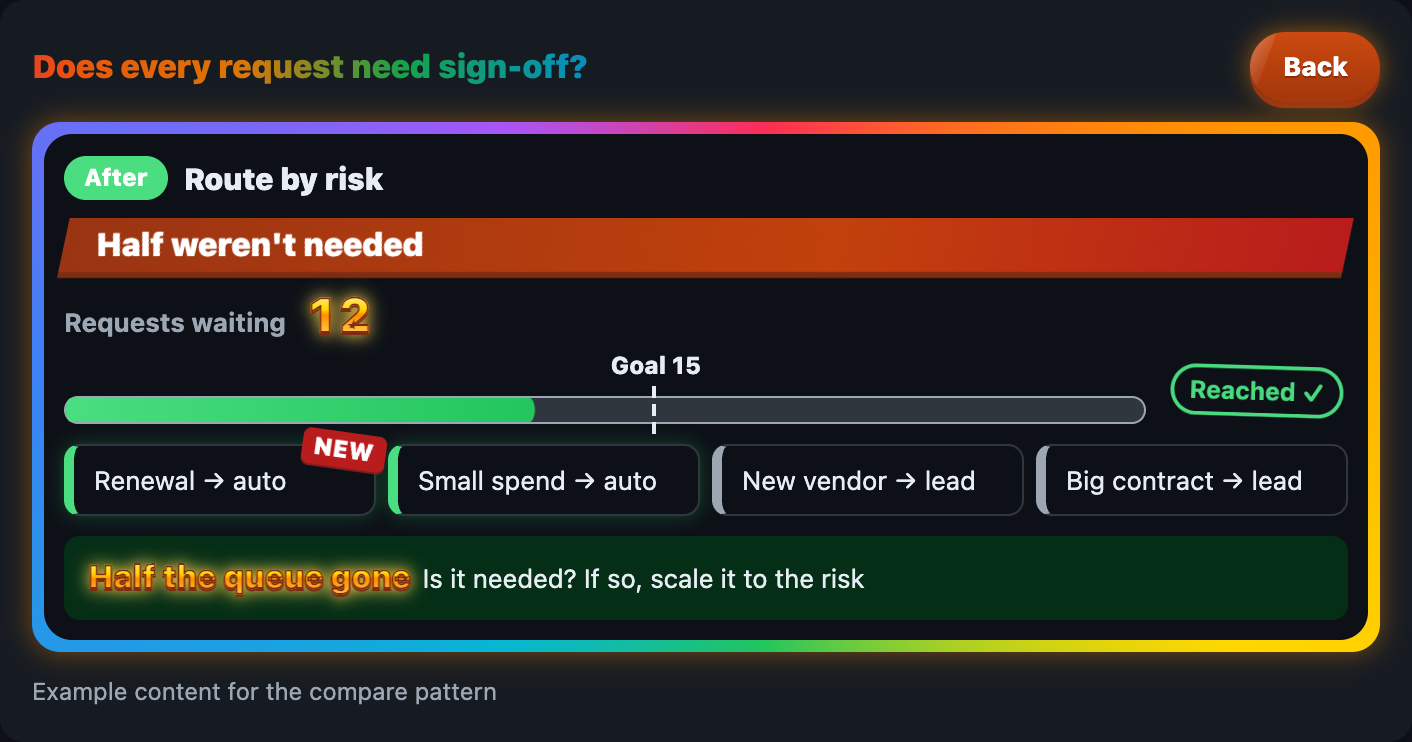 Does every request need sign-off?
Back
After
Route by risk
Half weren't needed
Requests waiting 12
Goal 15
Reached ✓
NEW
Renewal → auto
Small spend → auto
New vendor → lead
Big contract → lead
Half the queue gone Is it needed? If so, scale it to the risk
Example content for the compare pattern